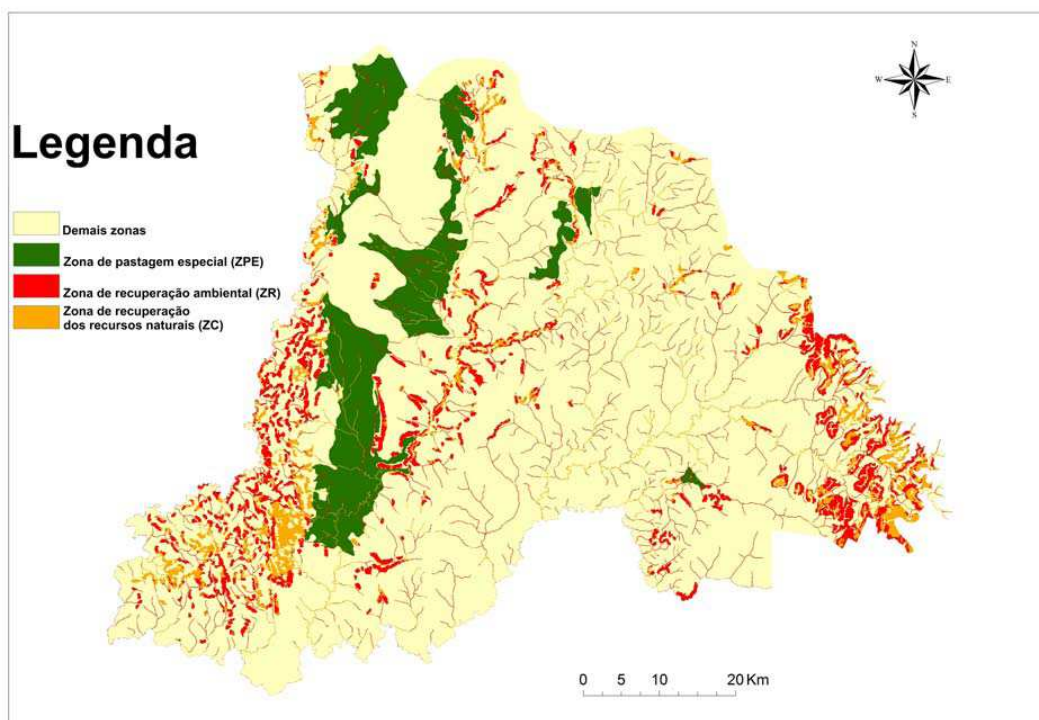 N
W
E
S
Legenda
Demais zonas
Zona de pastagem especial (ZPE)
Zona de recuperação ambiental (ZR)
Zona de recuperação
dos recursos naturais (ZC)
0 5 10 20 Km